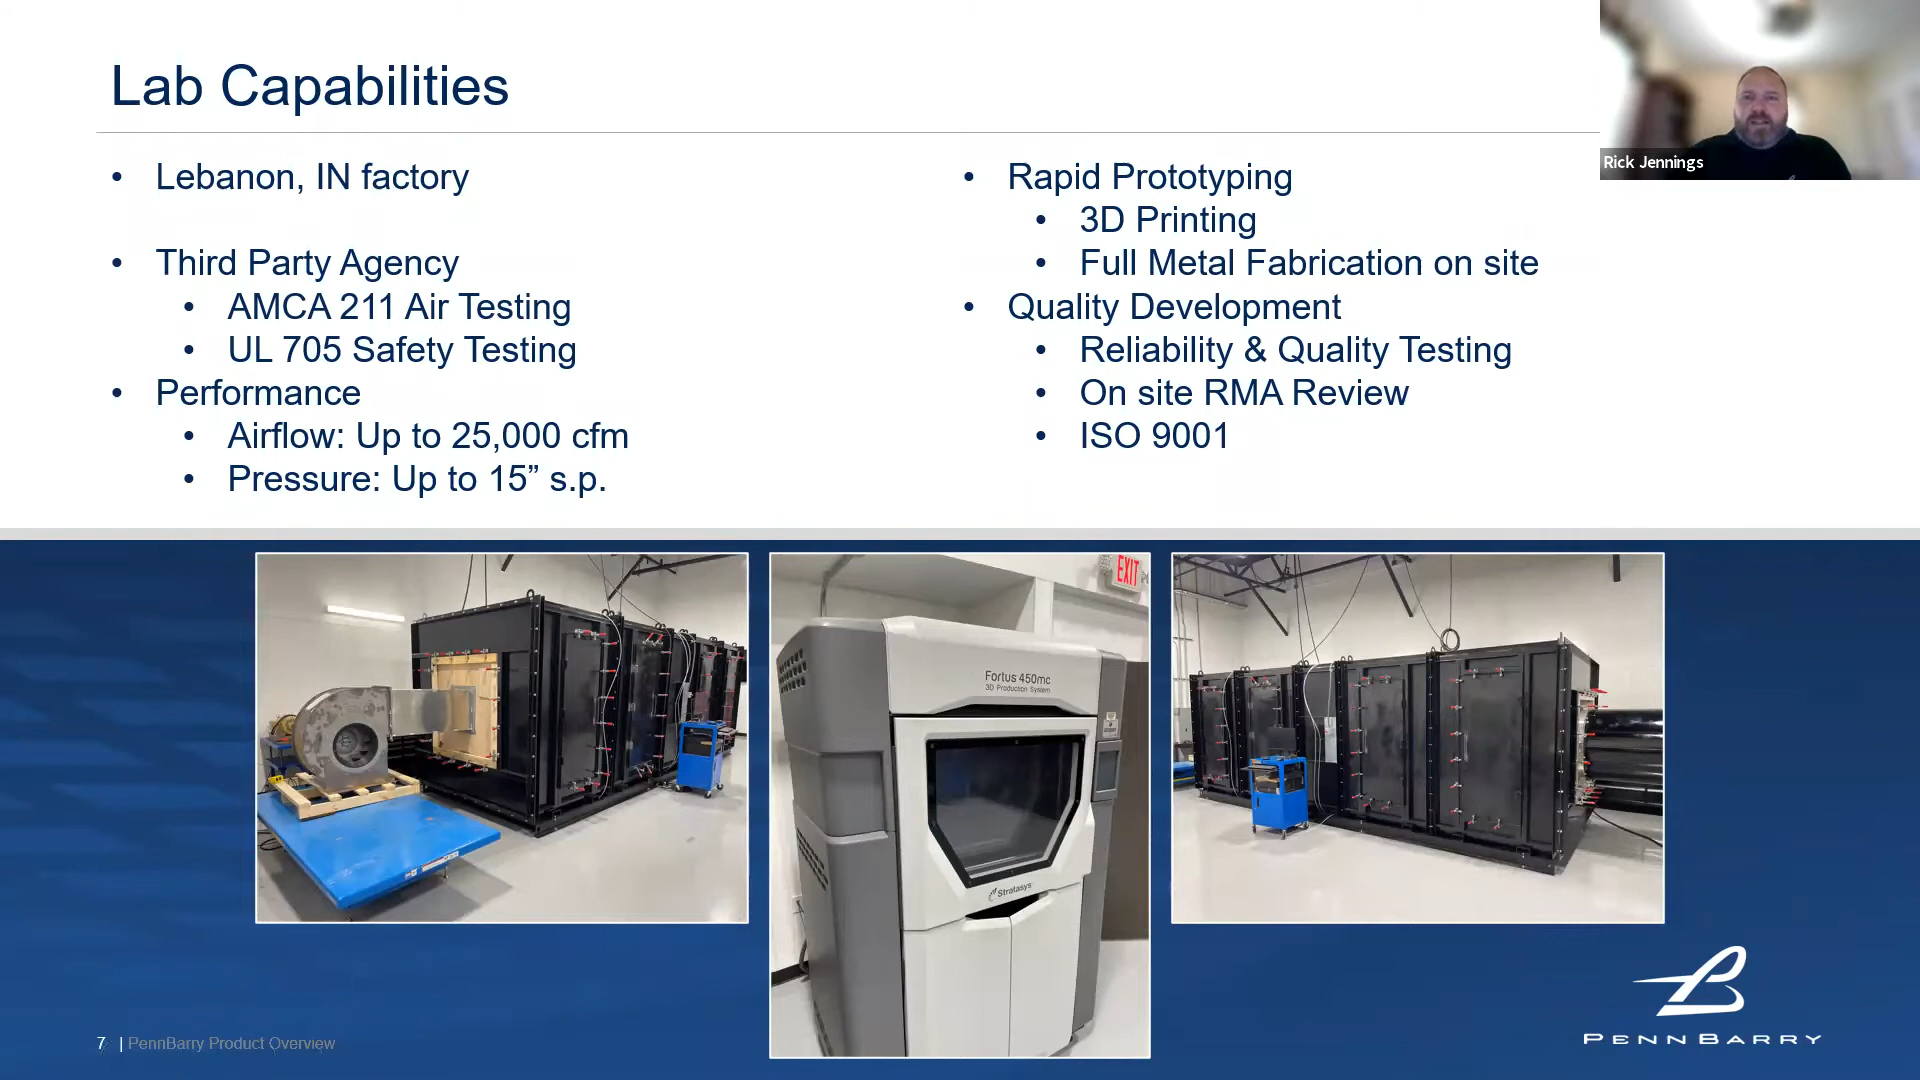 Lab Capabilities
Rick Jennings
• Lebanon, IN factory
• Third Party Agency
• AMCA 211 Air Testing
• UL 705 Safety Testing
• Performance
• Airflow: Up to 25,000 cfm
• Pressure: Up to 15” s.p.
• Rapid Prototyping
• 3D Printing
• Full Metal Fabrication on site
• Quality Development
• Reliability & Quality Testing
• On site RMA Review
• ISO 9001
EXIT
Fortus 450mc
3D Production System
Stratasys
PENNBARRY
7 | PennBarry Product Overview